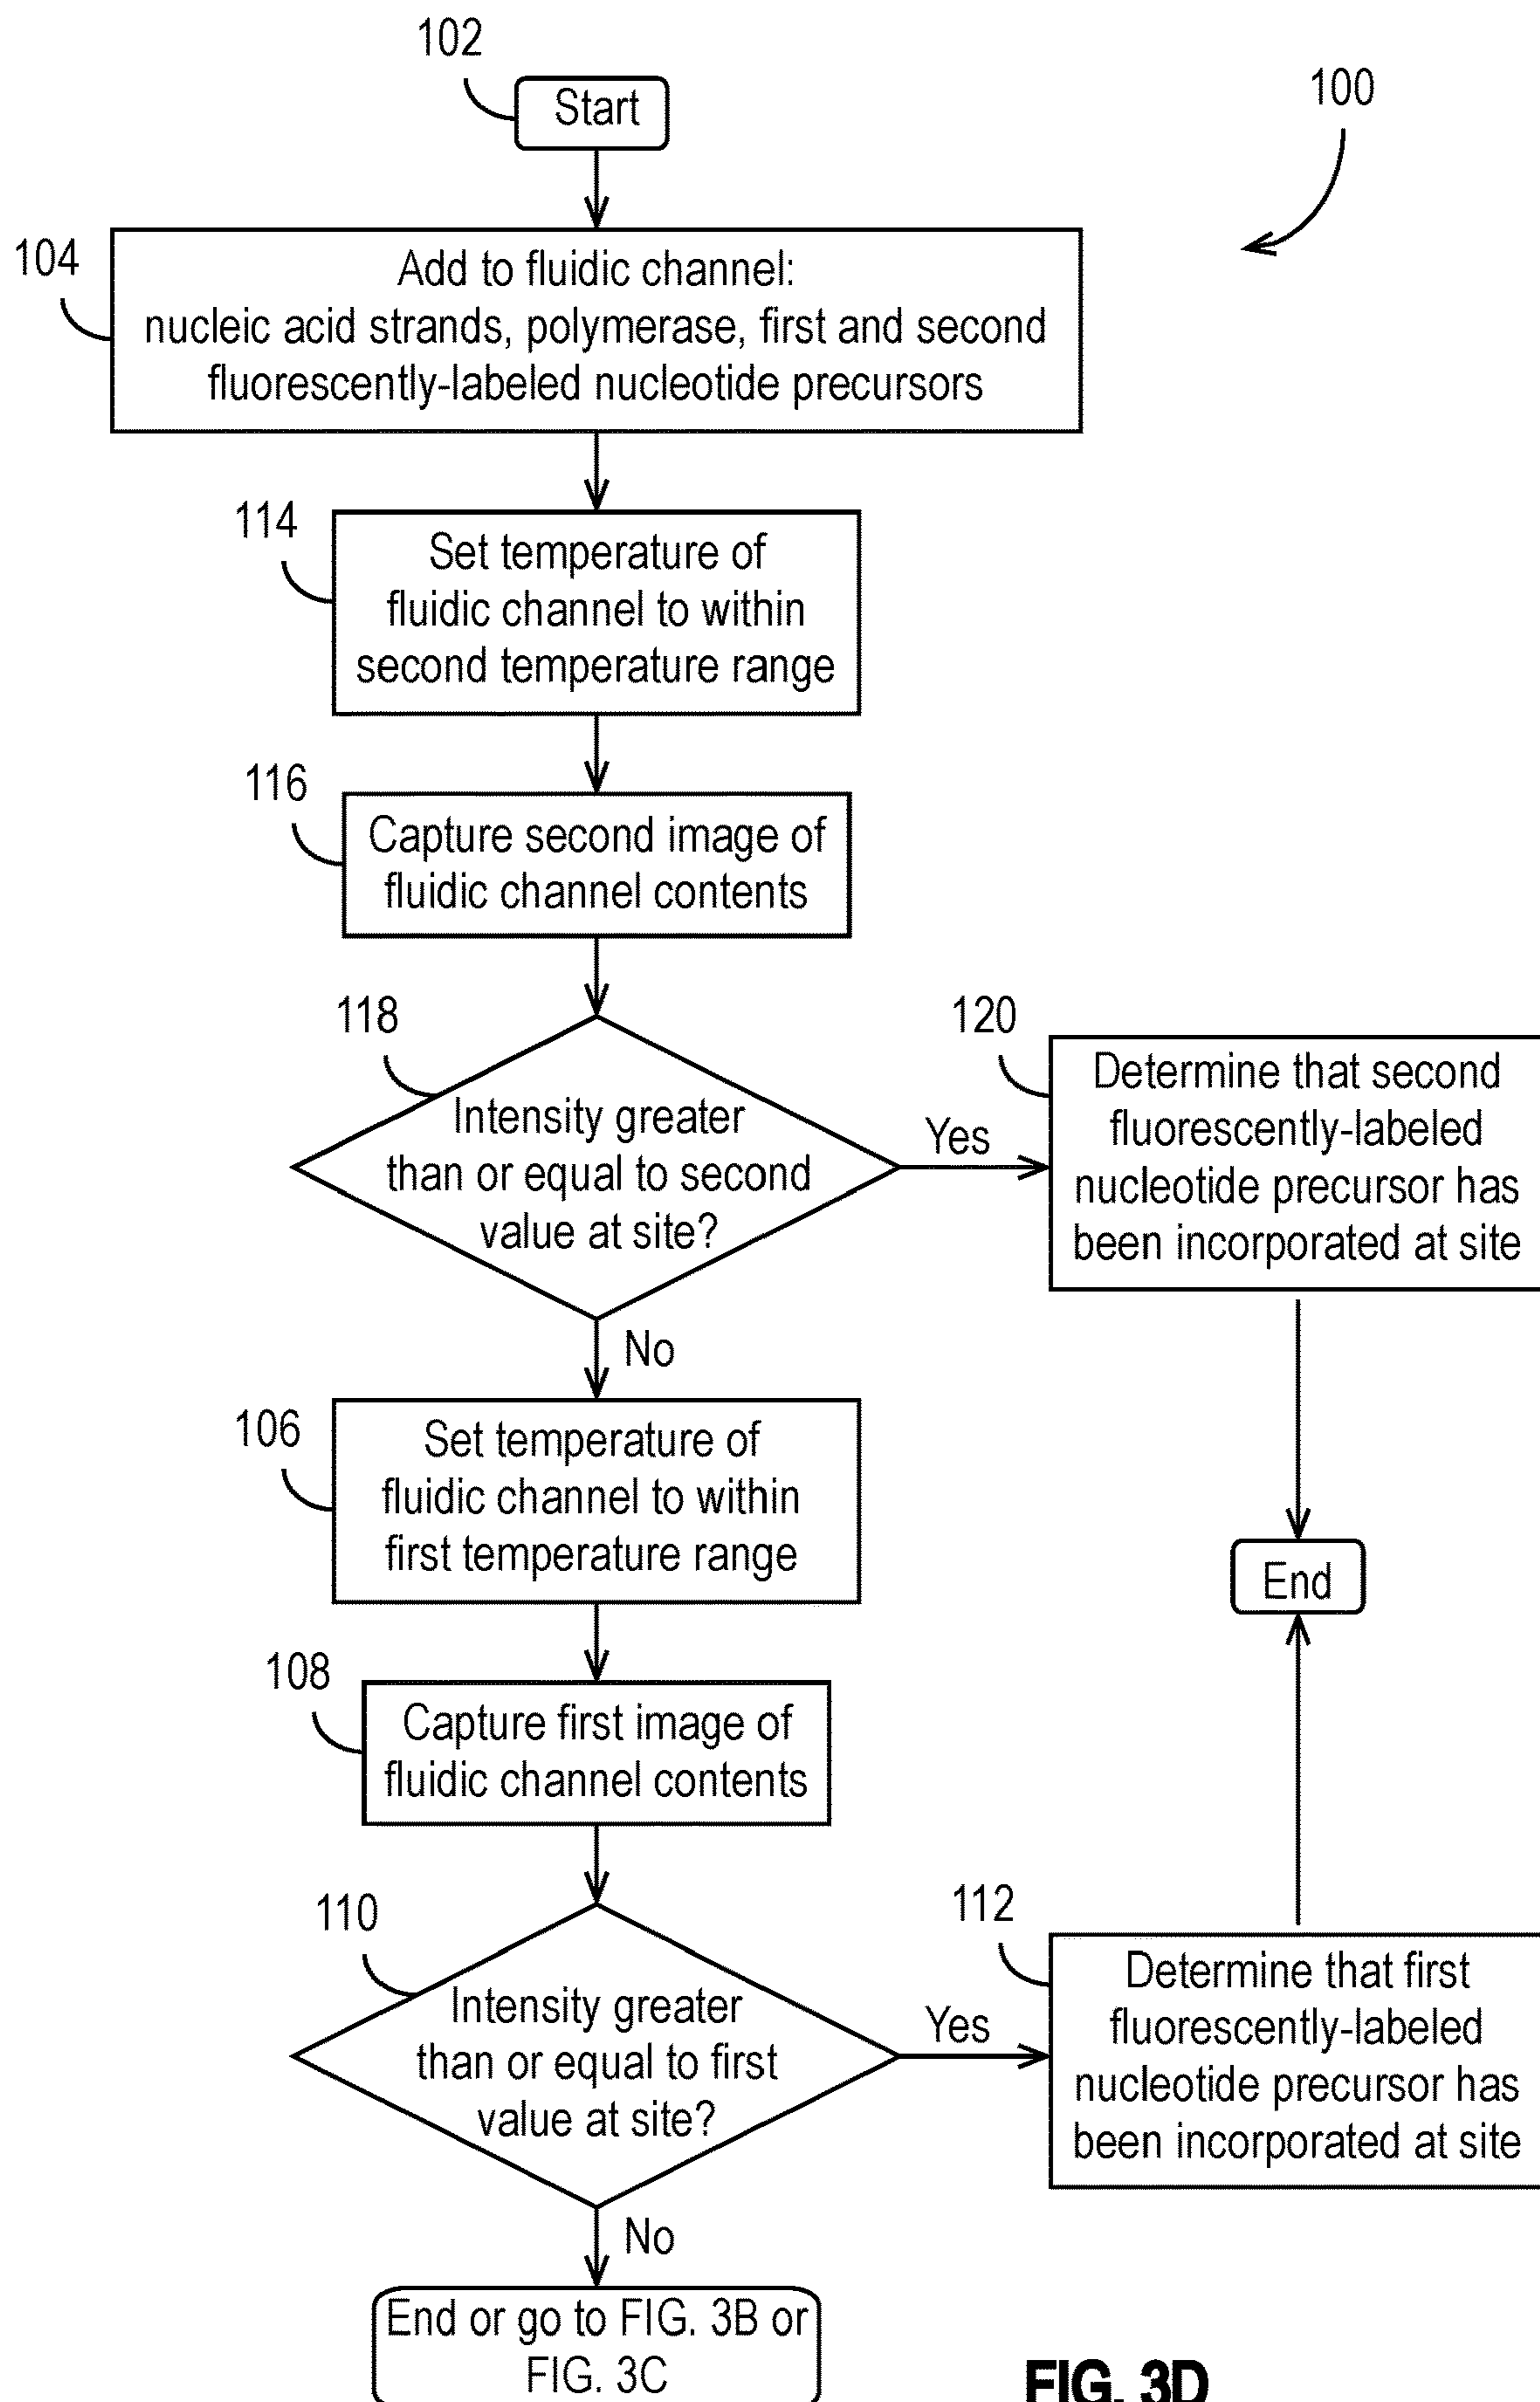 102
Start
100
104
Add to fluidic channel:
nucleic acid strands, polymerase, first and second
fluorescently-labeled nucleotide precursors
114
Set temperature of
fluidic channel to within
second temperature range
116
Capture second image of
fluidic channel contents
118
Intensity greater
than or equal to second
value at site?
Yes
120
Determine that second
fluorescently-labeled
nucleotide precursor has
been incorporated at site
No
106
Set temperature of
fluidic channel to within
first temperature range
End
108
Capture first image of
fluidic channel contents
110
Intensity greater
than or equal to first
value at site?
Yes
112
Determine that first
fluorescently-labeled
nucleotide precursor has
been incorporated at site
No
End or go to FIG. 3B or
FIG. 3C
FIG. 3D